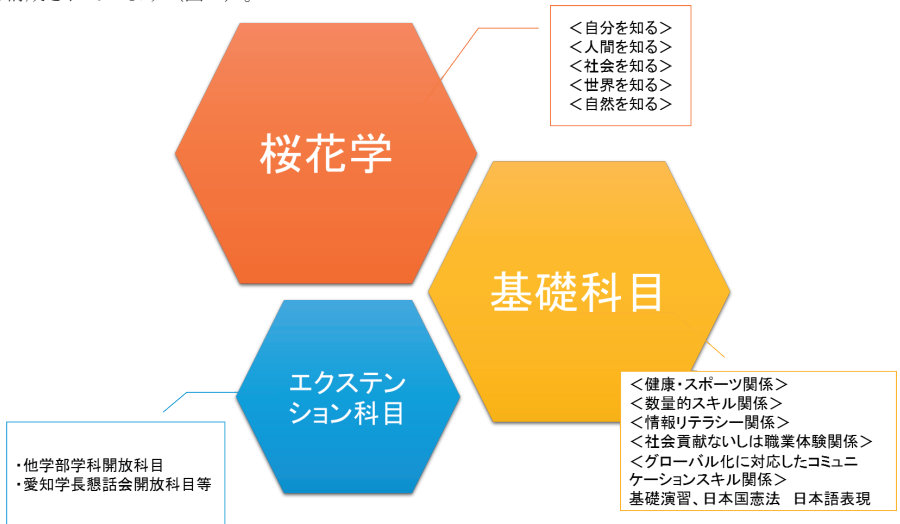 ＜自分を知る＞
＜人間を知る＞
＜社会を知る＞
＜世界を知る＞
＜自然を知る＞
桜花学
基礎科目
エクステン
ション科目
＜健康・スポーツ関係＞
＜数量的スキル関係＞
＜情報リテラシー関係＞
＜社会貢献ないしは職業体験関係＞
＜グローバル化に対応したコミュニ
ケーションスキル関係＞
基礎演習、日本国憲法　日本語表現
・他学部学科開放科目
・愛知学長懇話会開放科目等